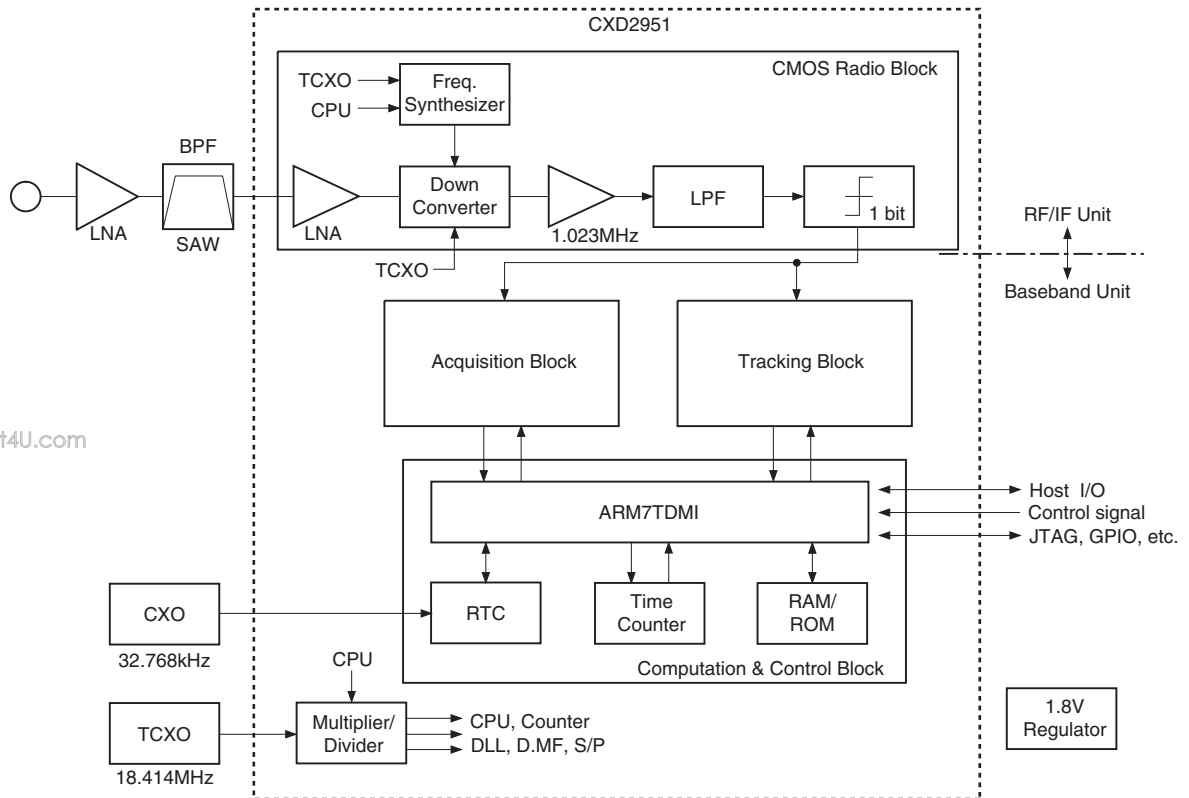 CXD2951
CMOS Radio Block
TCXO
CPU
Freq.
Synthesizer
BPF
LNA
SAW
LNA
Down
Converter
TCXO
1.023MHz
LPF
1 bit
RF/IF Unit
Baseband Unit
Acquisition Block
Tracking Block
t4U.com
ARM7TDMI
Host I/O
Control signal
JTAG, GPIO, etc.
CXO
32.768kHz
RTC
Time
Counter
RAM/
ROM
Computation & Control Block
CPU
TCXO
18.414MHz
Multiplier/
Divider
CPU, Counter
DLL, D.MF, S/P
1.8V
Regulator